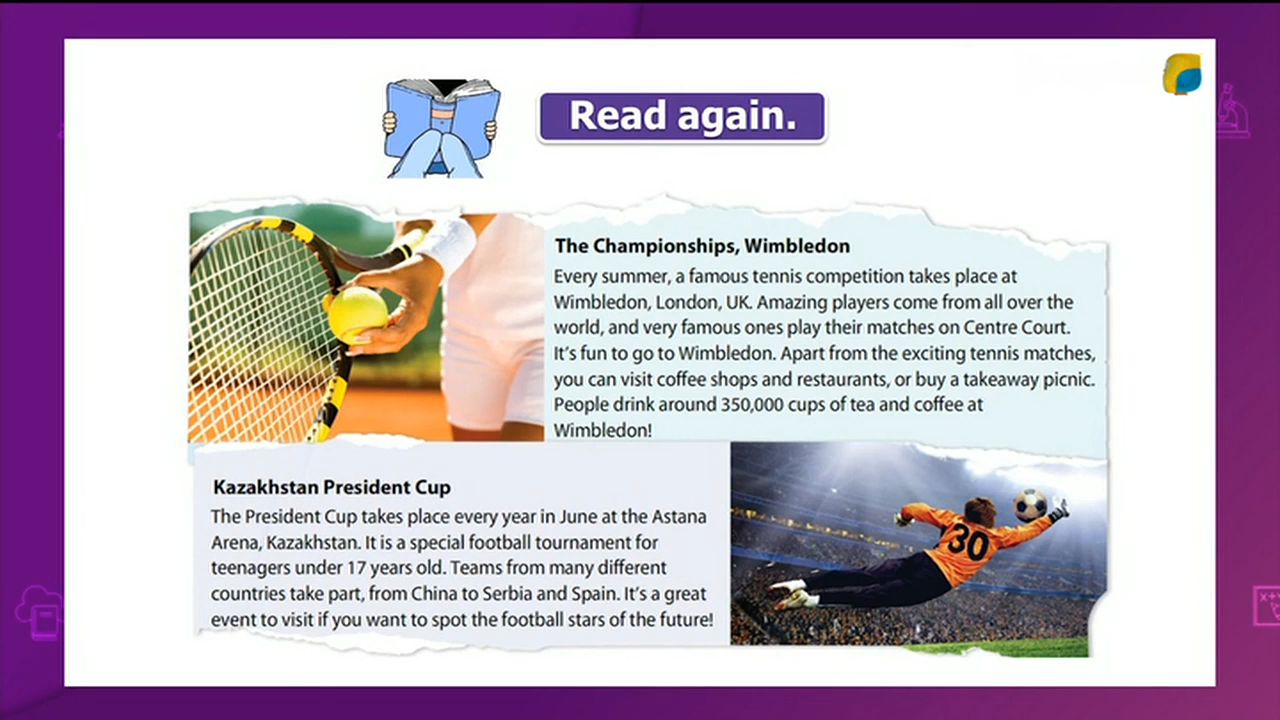 Read again.
The Championships, Wimbledon
Every summer, a famous tennis competition takes place at
Wimbledon, London, UK. Amazing players come from all over the
world, and very famous ones play their matches on Centre Court.
It's fun to go to Wimbledon. Apart from the exciting tennis matches,
you can visit coffee shops and restaurants, or buy a takeaway picnic.
People drink around 350,000 cups of tea and coffee at
Wimbledon!
Kazakhstan President Cup
The President Cup takes place every year in June at the Astana
Arena, Kazakhstan. It is a special football tournament for
teenagers under 17 years old. Teams from many different
countries take part, from China to Serbia and Spain. It's a great
event to visit if you want to spot the football stars of the future!
30